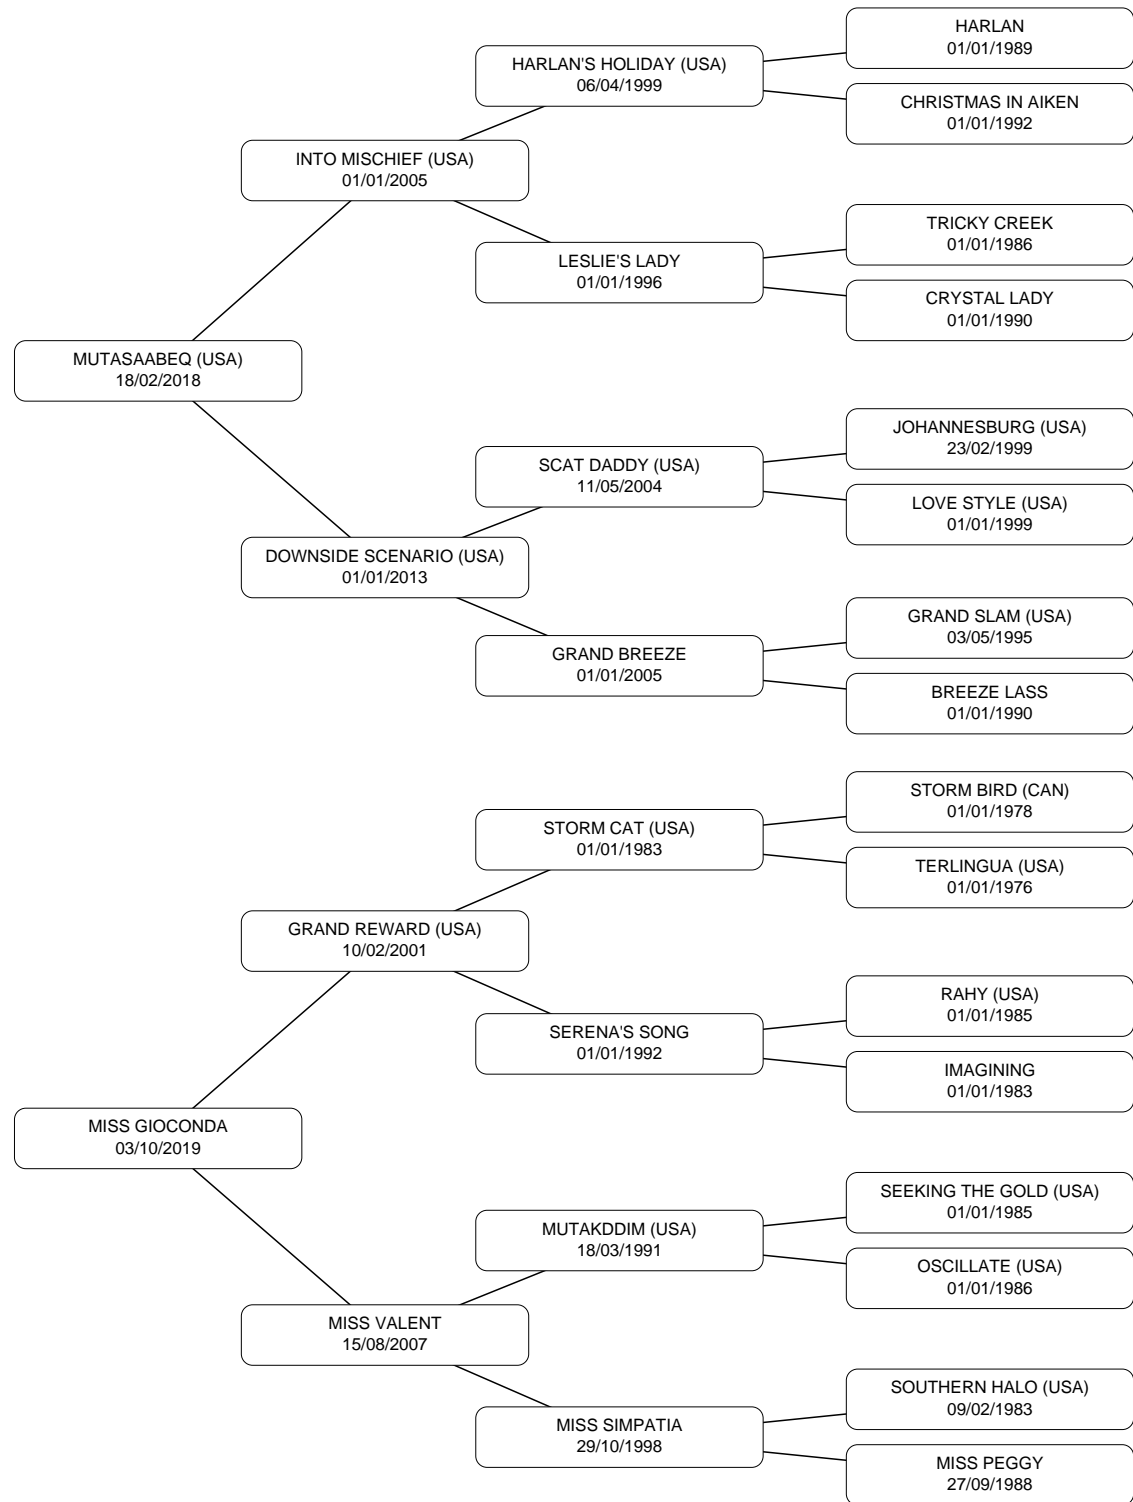 HARLAN
01/01/1989
HARLAN'S HOLIDAY (USA)
06/04/1999
CHRISTMAS IN AIKEN
01/01/1992
INTO MISCHIEF (USA)
01/01/2005
TRICKY CREEK
01/01/1986
LESLIE'S LADY
01/01/1996
CRYSTAL LADY
01/01/1990
MUTASAABEQ (USA)
18/02/2018
JOHANNESBURG (USA)
23/02/1999
SCAT DADDY (USA)
11/05/2004
LOVE STYLE (USA)
01/01/1999
DOWNSIDE SCENARIO (USA)
01/01/2013
GRAND SLAM (USA)
03/05/1995
GRAND BREEZE
01/01/2005
BREEZE LASS
01/01/1990
STORM BIRD (CAN)
01/01/1978
STORM CAT (USA)
01/01/1983
TERLINGUA (USA)
01/01/1976
GRAND REWARD (USA)
10/02/2001
RAHY (USA)
01/01/1985
SERENA'S SONG
01/01/1992
IMAGINING
01/01/1983
MISS GIOCONDA
03/10/2019
SEEKING THE GOLD (USA)
01/01/1985
MUTAKDDIM (USA)
18/03/1991
OSCILLATE (USA)
01/01/1986
MISS VALENT
15/08/2007
SOUTHERN HALO (USA)
09/02/1983
MISS SIMPATIA
29/10/1998
MISS PEGGY
27/09/1988